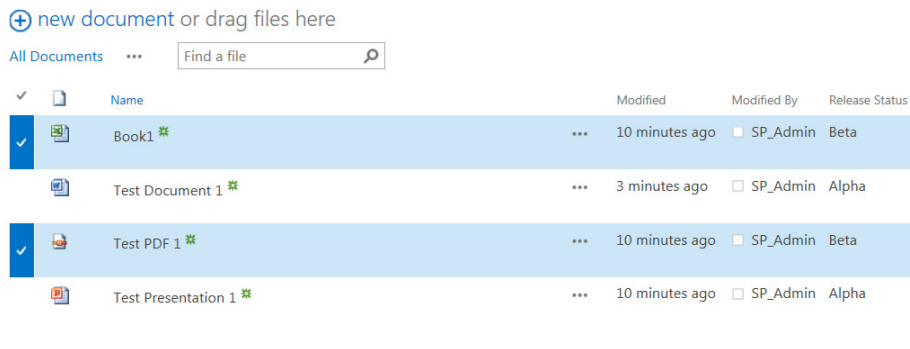 new document or drag files here
All Documents ••• Find a file
Name Modified Modified By Release Status
Book1 ••• 10 minutes ago SP_Admin Beta
Test Document 1 ••• 3 minutes ago SP_Admin Alpha
Test PDF 1 ••• 10 minutes ago SP_Admin Beta
Test Presentation 1 ••• 10 minutes ago SP_Admin Alpha